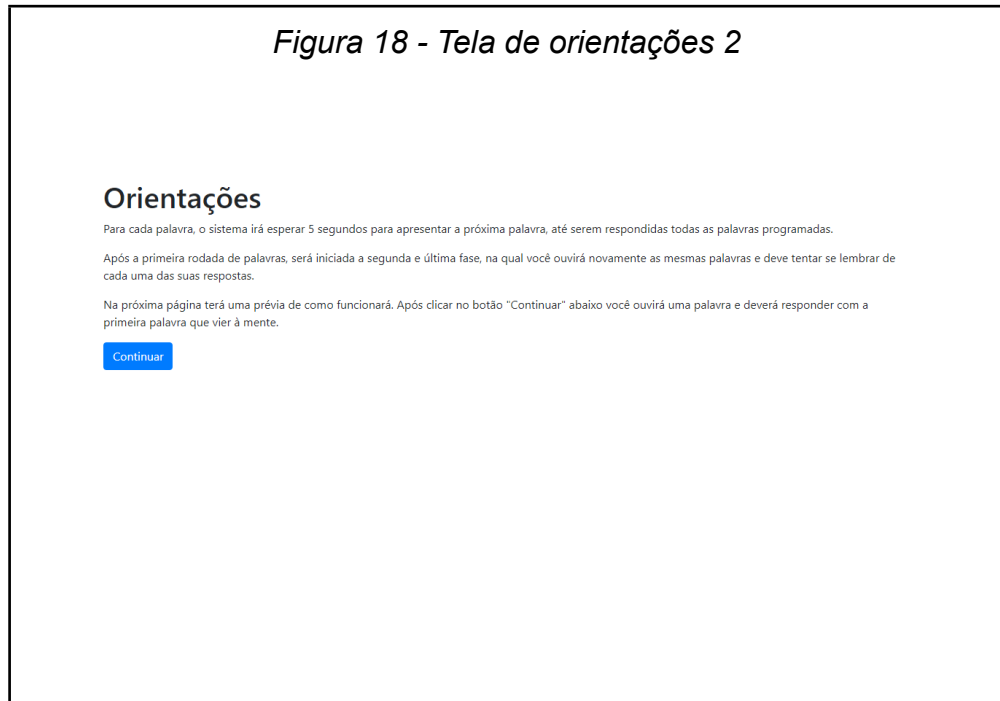 Figura 18 - Tela de orientações 2
Orientações
Para cada palavra, o sistema irá esperar 5 segundos para apresentar a próxima palavra, até serem respondidas todas as palavras programadas.
Após a primeira rodada de palavras, será iniciada a segunda e última fase, na qual você ouvirá novamente as mesmas palavras e deve tentar se lembrar de
cada uma das suas respostas.
Na próxima página terá uma prévia de como funcionará. Após clicar no botão "Continuar" abaixo você ouvirá uma palavra e deverá responder com a
primeira palavra que vier à mente.
Continuar